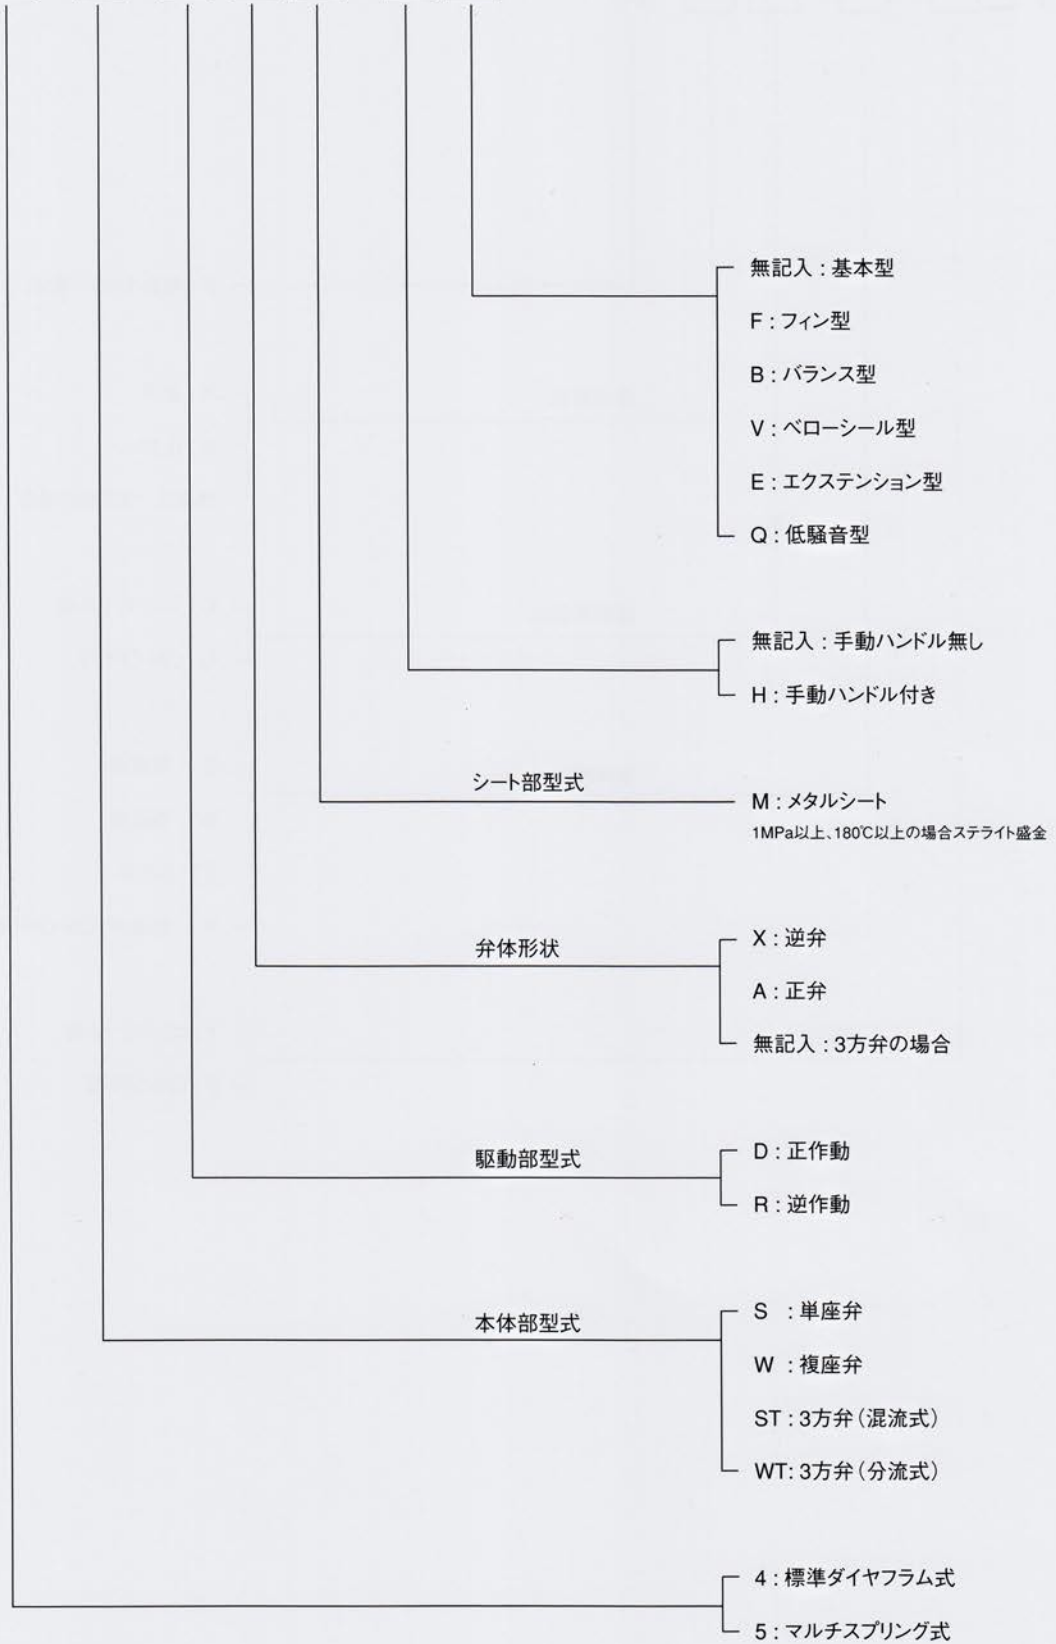 無記入 : 基本型
F : フィン型
B : バランス型
V : ベローシール型
E : エクステンション型
Q : 低騒音型
無記入 : 手動ハンドル無し
H : 手動ハンドル付き
シート部型式
M : メタルシート
1MPa以上、180℃以上の場合ステライト盛金
弁体形状
X : 逆弁
A : 正弁
無記入 : 3方弁の場合
駆動部型式
D : 正作動
R : 逆作動
本体部型式
S : 単座弁
W : 複座弁
ST : 3方弁（混流式）
WT: 3方弁（分流式）
4 : 標準ダイヤフラム式
5 : マルチスプリング式